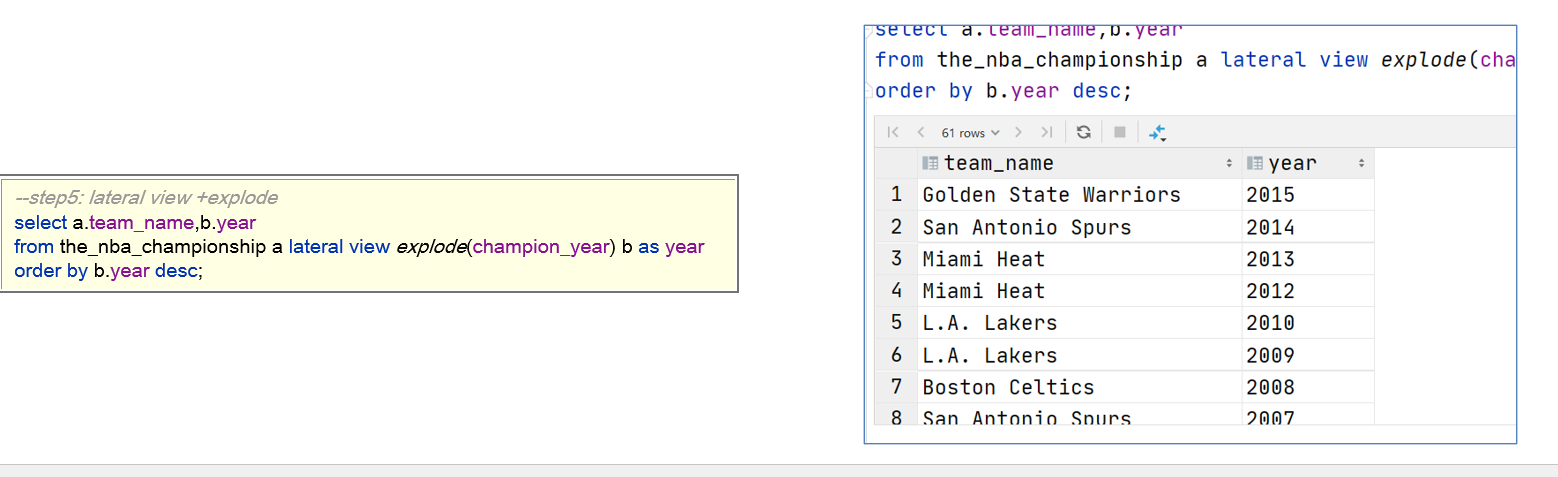 --step5: lateral view +explode
select a.team_name,b.year
from the_nba_championship a lateral view explode(champion_year) b as year
order by b.year desc;
select a.team_name,b.year
from the_nba_championship a lateral view explode(cha
order by b.year desc;
61 rows
team_name year
1 Golden State Warriors 2015
2 San Antonio Spurs 2014
3 Miami Heat 2013
4 Miami Heat 2012
5 L.A. Lakers 2010
6 L.A. Lakers 2009
7 Boston Celtics 2008
8 San Antonio Spurs 2007